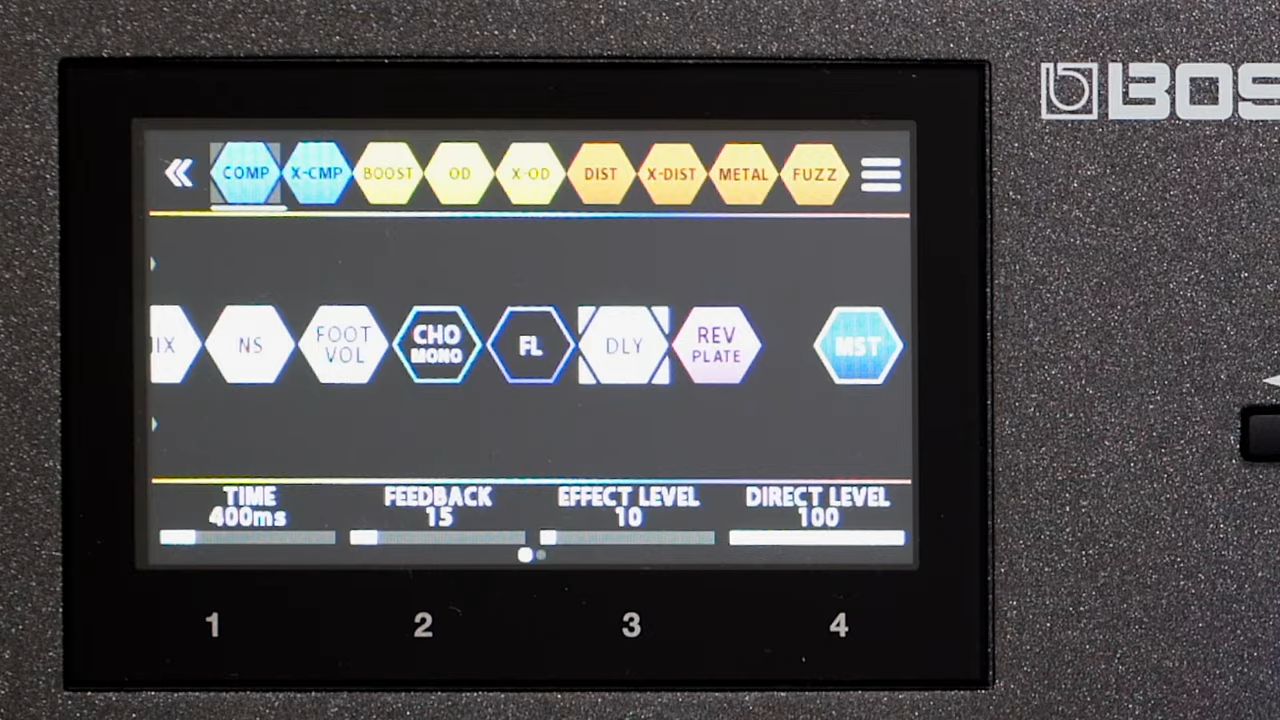 BOSS
COMP X-CMP BOOST OD X-OD DIST X-DIST METAL FUZZ
IX NS FOOT VOL CHO MONO FL DLY REV PLATE MST
TIME FEEDBACK EFFECT LEVEL DIRECT LEVEL
400ms 15 10 100
1 2 3 4